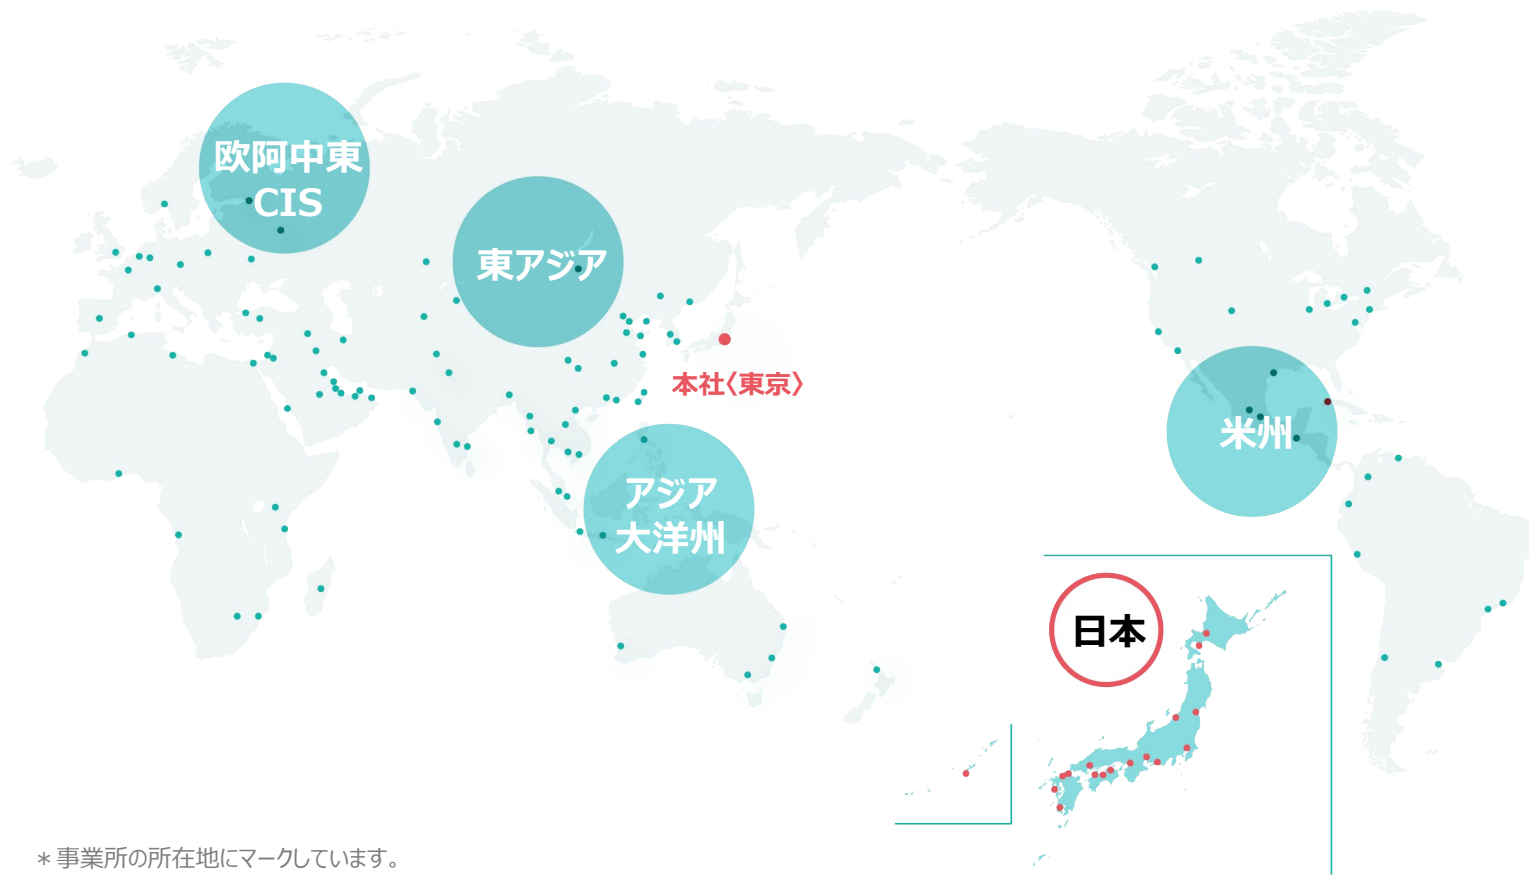 欧阿中東
CIS
東アジア
本社〈東京〉
米州
アジア
大洋州
日本
＊事業所の所在地にマークしています。